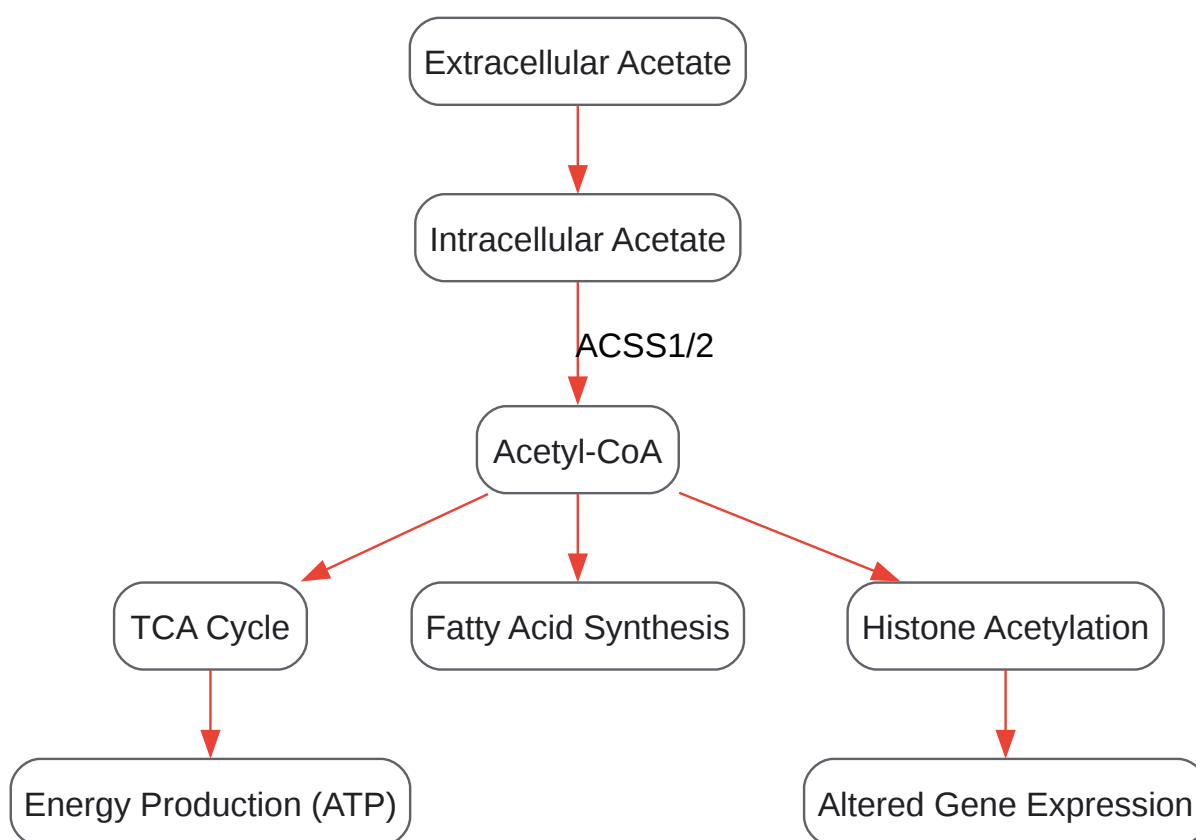 Extracellular Acetate
Intracellular Acetate
ACSS1/2
Acetyl-CoA
TCA Cycle
Fatty Acid Synthesis
Histone Acetylation
Energy Production (ATP)
Altered Gene Expression